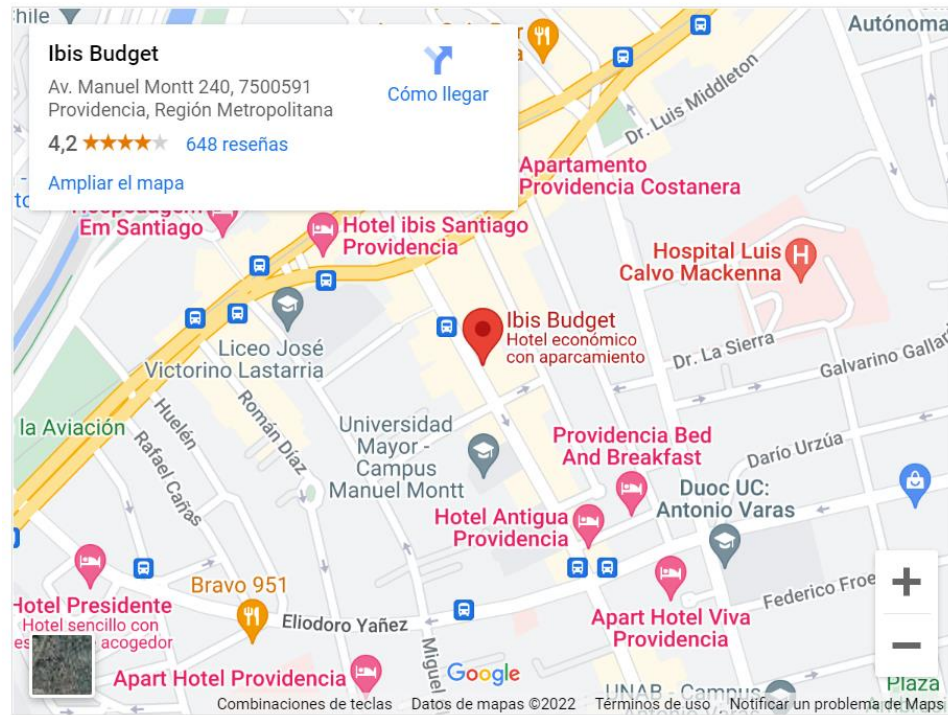 hile
Ibis Budget
Av. Manuel Montt 240, 7500591
Providencia, Región Metropolitana
4,2
648 reseñas
Ampliar el mapa
Cómo llegar
Autónoma
Dr. Luis Middleton
Apartamento
Providencia Costanera
Em Santiago
Hotel ibis Santiago
Providencia
Hospital Luis
Calvo Mackenna
H
Ibis Budget
Hotel económico
con aparcamiento
Liceo José
Victorino Lastarria
Dr. La Sierra
Galvarino Gallar
la Aviación
Huelén
Rafael Cañas
Román Díaz
Universidad
Mayor -
Campus
Manuel Montt
Providencia Bed
And Breakfast
Darío Urzúa
Duoc UC:
Antonio Varas
Hotel Antigua
Providencia
Hotel Presidente
Hotel sencillo con
acogedor
Bravo 951
Eliodoro Yañez
Miguel
Apart Hotel Viva
Providencia
Federico Froe
+
−
Apart Hotel Providencia
Google
UNAB - Campus
Plaza
Combinaciones de teclas
Datos de mapas ©2022
Términos de uso
Notificar un problema de Maps